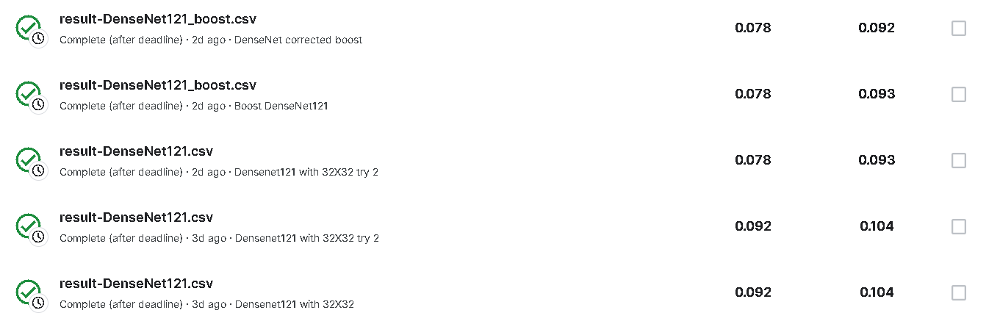 result-DenseNet121_boost.csv 0.078 0.092
Complete (after deadline) · 2d ago · DenseNet corrected boost
result-DenseNet121_boost.csv 0.078 0.093
Complete (after deadline) · 2d ago · Boost DenseNet121
result-DenseNet121.csv 0.078 0.093
Complete (after deadline) · 2d ago · Densenet121 with 32X32 try 2
result-DenseNet121.csv 0.092 0.104
Complete (after deadline) · 3d ago · Densenet121 with 32X32 try 2
result-DenseNet121.csv 0.092 0.104
Complete (after deadline) · 3d ago · Densenet121 with 32X32